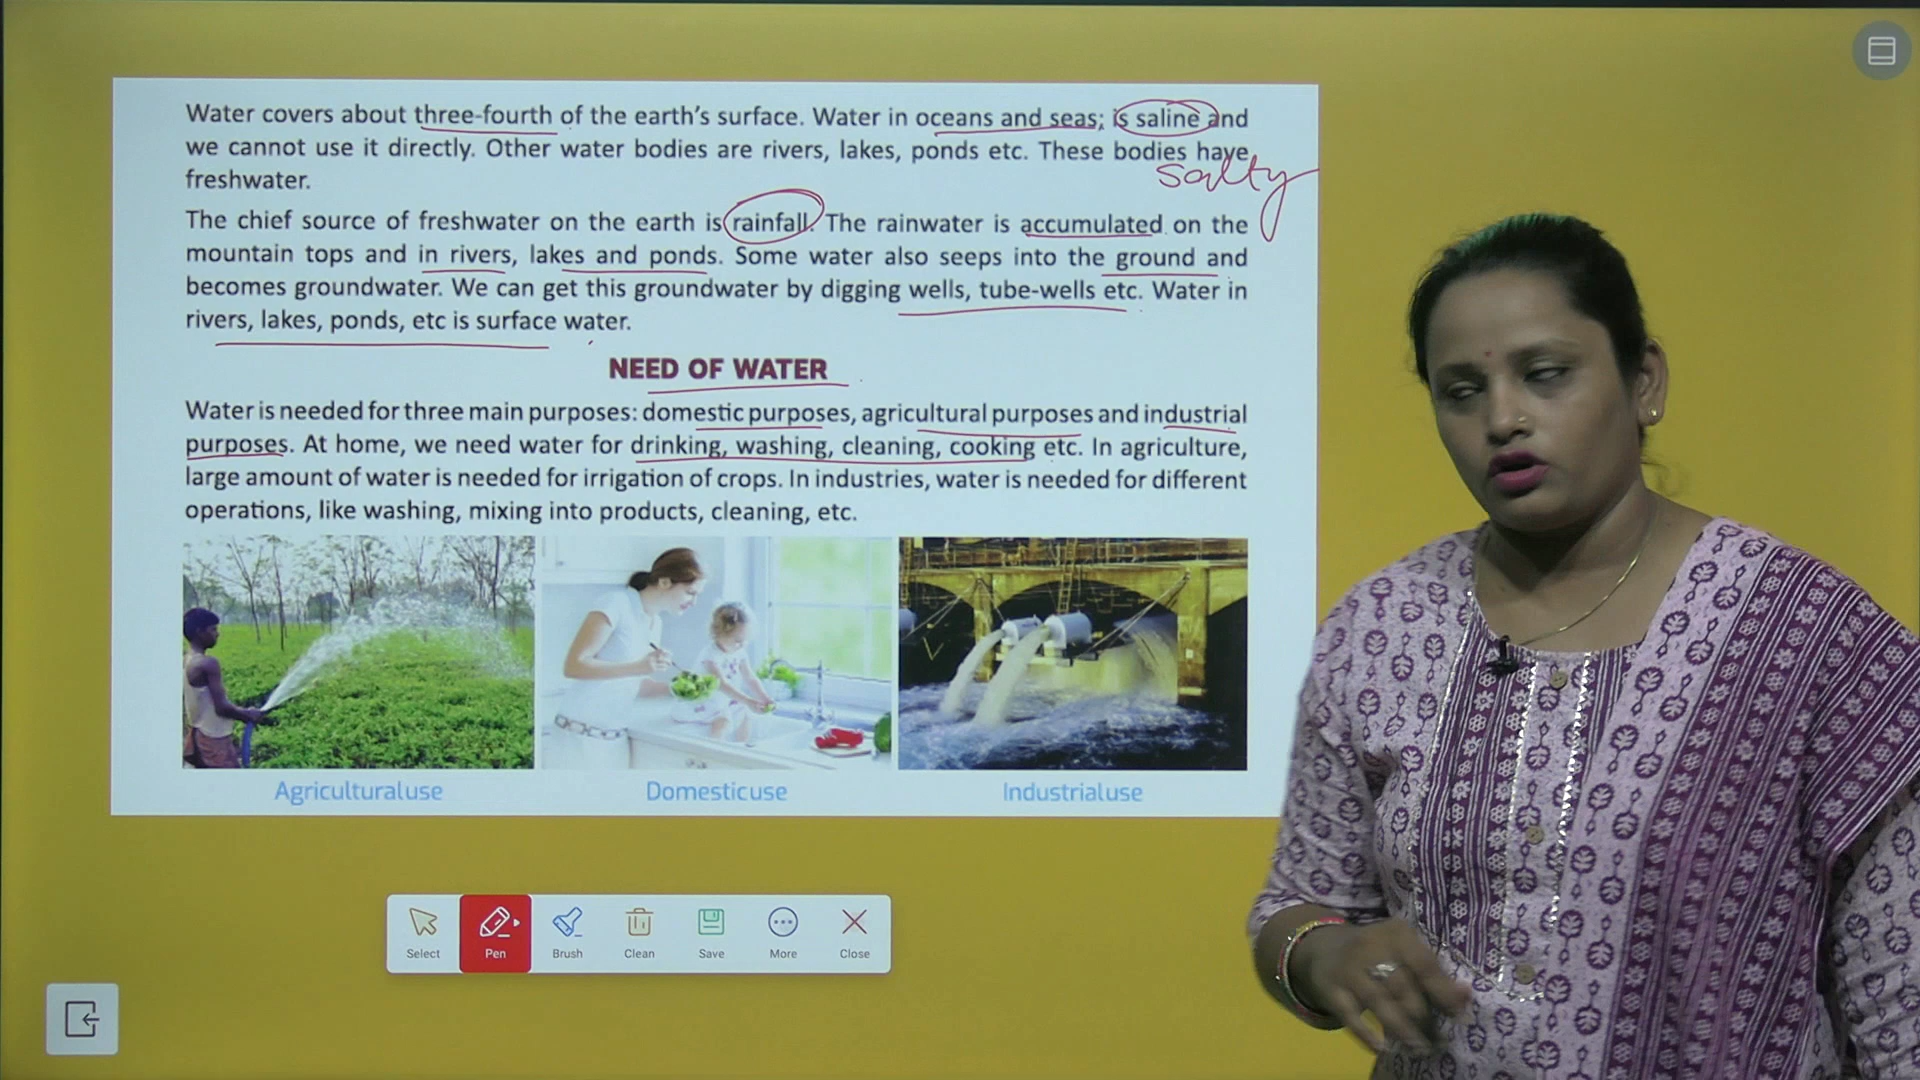 Water covers about three-fourth of the earth's surface. Water in oceans and seas; is saline and
we cannot use it directly. Other water bodies are rivers, lakes, ponds etc. These bodies have
salty
freshwater.
The chief source of freshwater on the earth is rainfall. The rainwater is accumulated on the
mountain tops and in rivers, lakes and ponds. Some water also seeps into the ground and
becomes groundwater. We can get this groundwater by digging wells, tube-wells etc. Water in
rivers, lakes, ponds, etc is surface water.
NEED OF WATER
Water is needed for three main purposes: domestic purposes, agricultural purposes and industrial
purposes. At home, we need water for drinking, washing, cleaning, cooking etc. In agriculture,
large amount of water is needed for irrigation of crops. In industries, water is needed for different
operations, like washing, mixing into products, cleaning, etc.
Agriculturaluse Domesticuse Industrialuse
Select Pen Brush Clean Save More Close